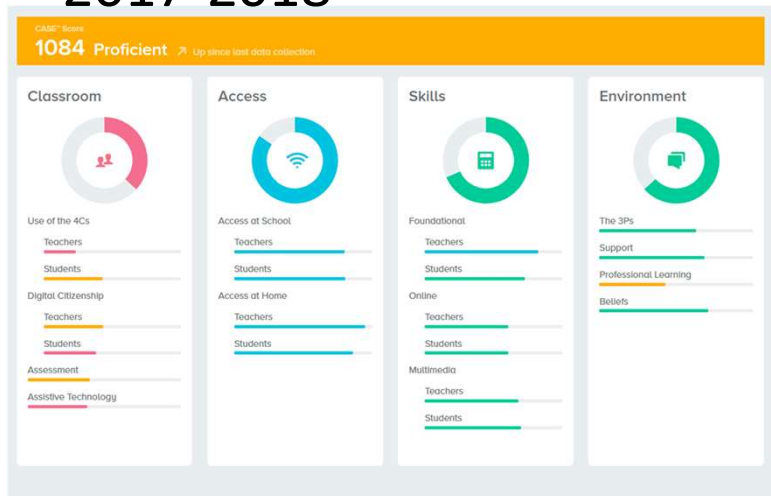 2017-2018
CASE™ Score
1084 Proficient ↗ Up since last data collection
Classroom
Use of the 4Cs
Teachers
Students
Digital Citizenship
Teachers
Students
Assessment
Assistive Technology
Access
Access at School
Teachers
Students
Access at Home
Teachers
Students
Skills
Foundational
Teachers
Students
Online
Teachers
Students
Multimedia
Teachers
Students
Environment
The 3Ps
Support
Professional Learning
Beliefs